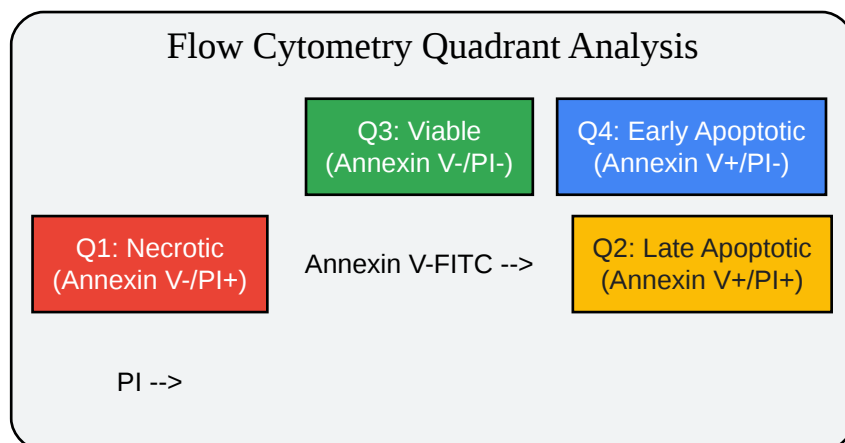 Flow Cytometry Quadrant Analysis
Q3: Viable
(Annexin V-/PI-)
Q4: Early Apoptotic
(Annexin V+/PI-)
Q1: Necrotic
(Annexin V-/PI+)
Annexin V-FITC -->
Q2: Late Apoptotic
(Annexin V+/PI+)
PI -->